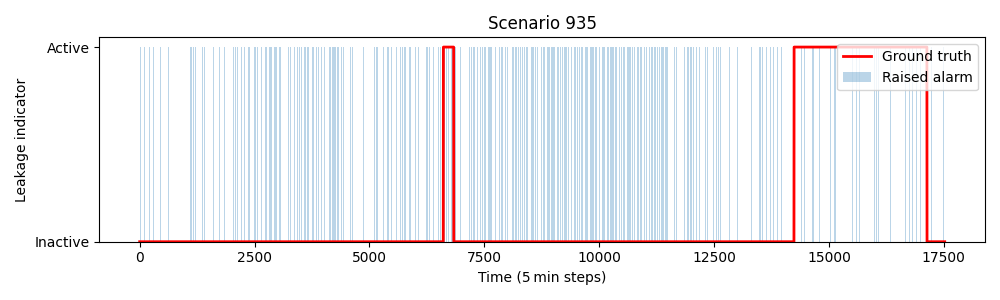 Scenario 935
Active
Inactive
Leakage indicator
Ground truth
Raised alarm
0 2500 5000 7500 10000 12500 15000 17500
Time (5 min steps)